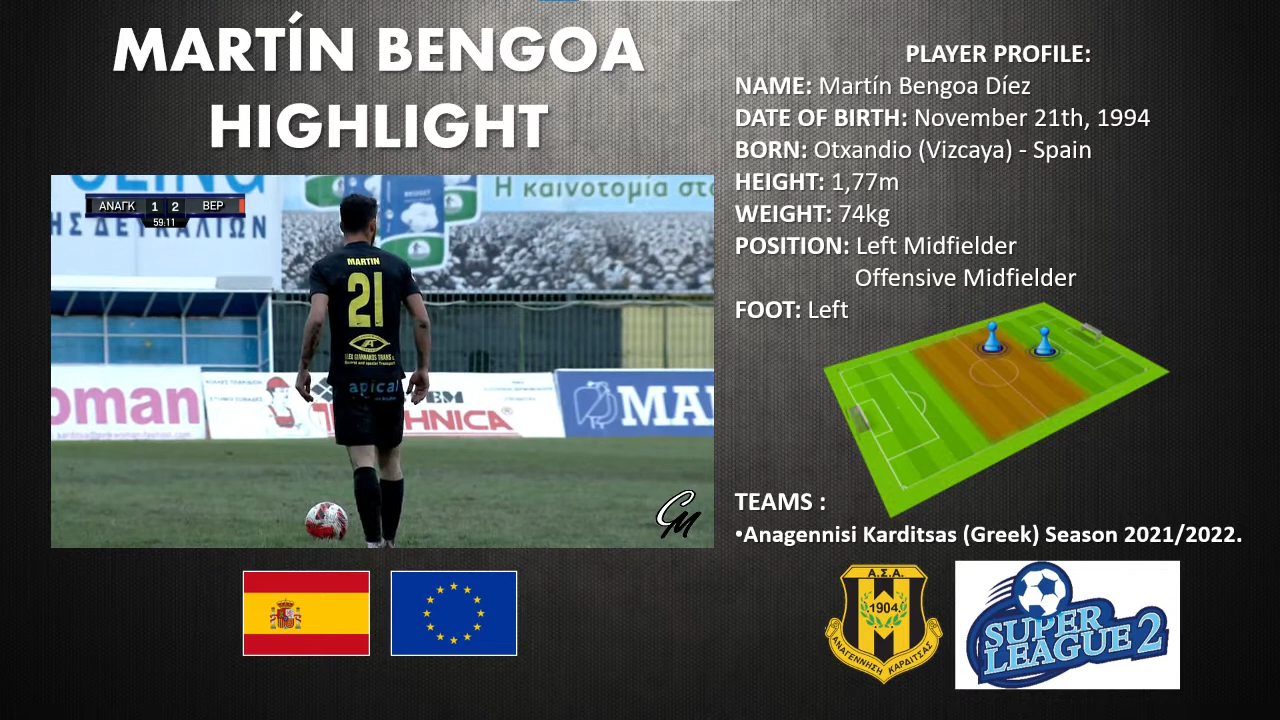 MARTÍN BENGOA
HIGHLIGHT
PLAYER PROFILE:
NAME: Martín Bengoa Díez
DATE OF BIRTH: November 21th, 1994
BORN: Otxandio (Vizcaya) - Spain
HEIGHT: 1,77m
WEIGHT: 74kg
POSITION: Left Midfielder
Offensive Midfielder
FOOT: Left
TEAMS :
•Anagennisi Karditsas (Greek) Season 2021/2022.
Η καινοτομία στο
ΑΝΑΓΚ 1 2 ΒΕΡ
59:11
ΗΣ ΔΕΥΚΑΛΙΩΝ
MARTIN
21
apical
oman
HNICA
MAI
GM
Α.Σ.Α.
1904
ΑΝΑΓΕΝΝΗΣΗ ΚΑΡΔΙΤΣΑΣ
SUPER
LEAGUE 2